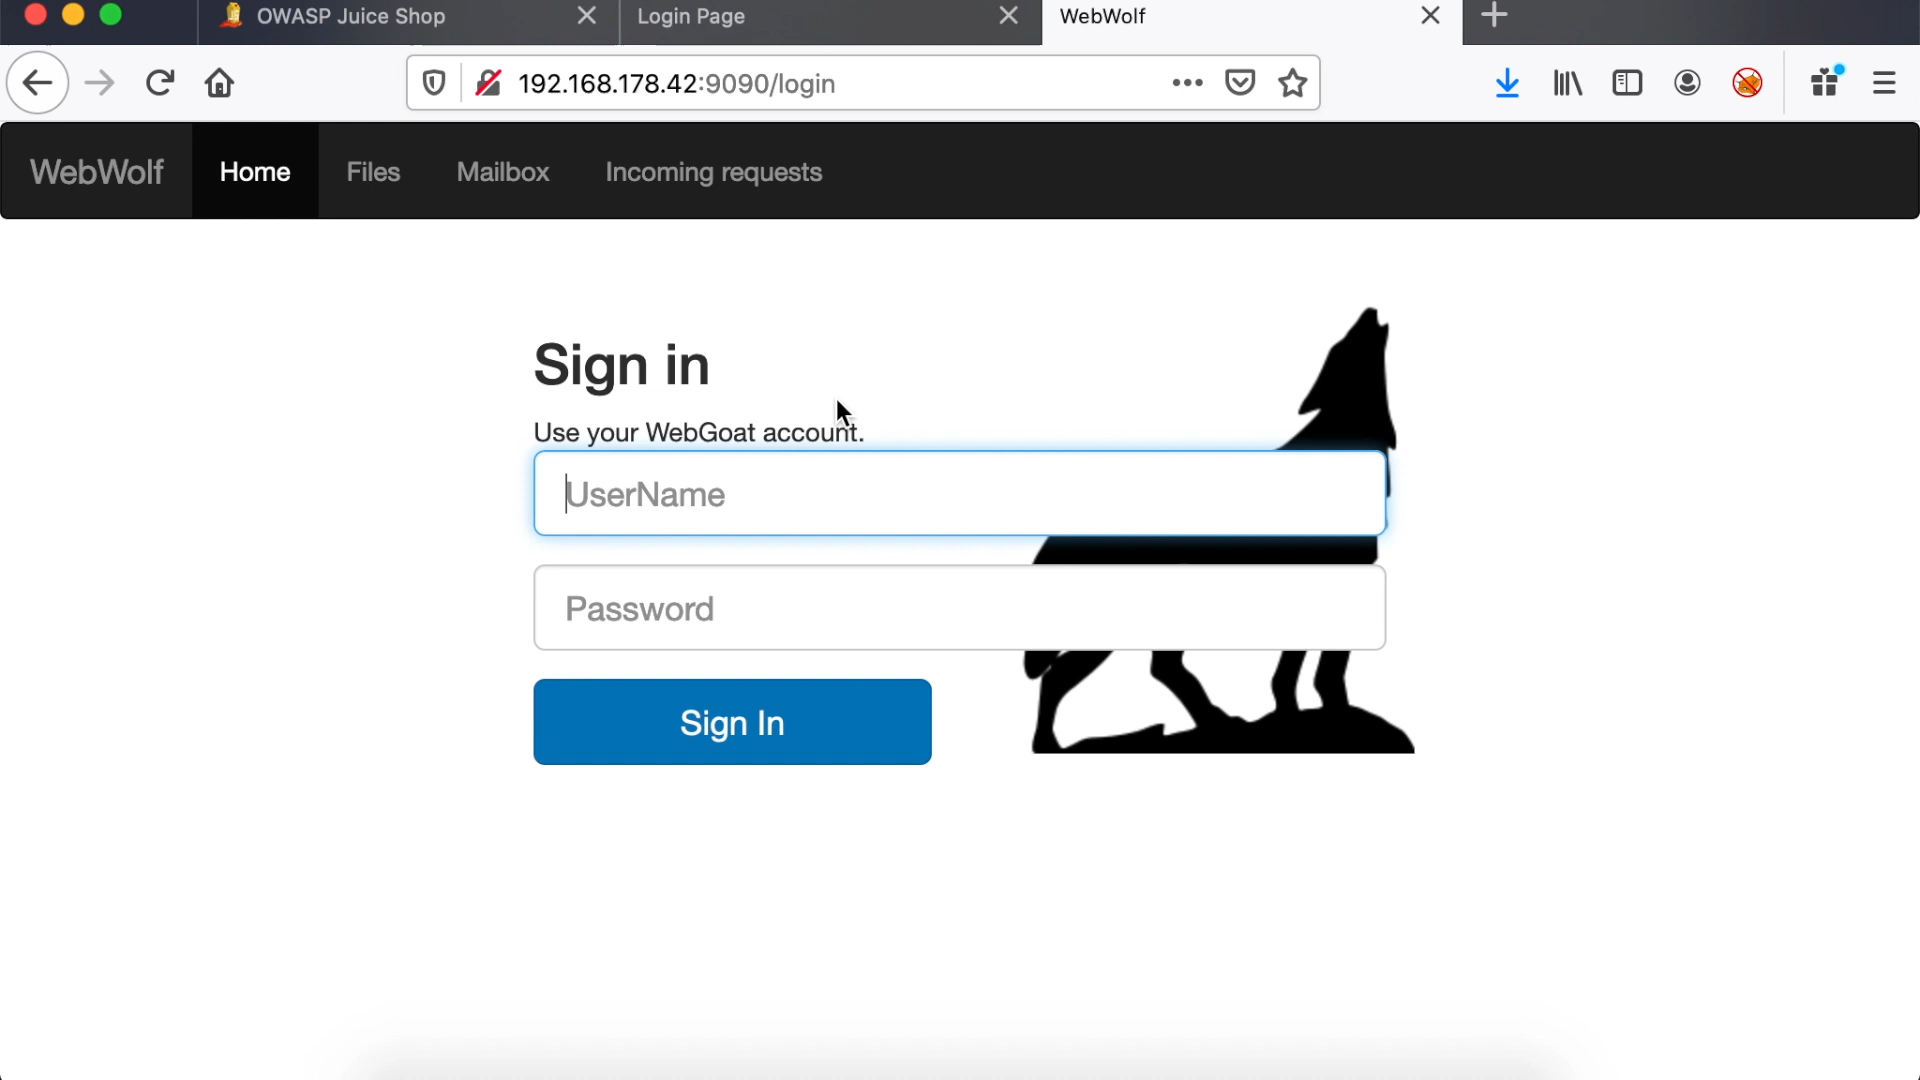 OWASP Juice Shop
Login Page
WebWolf
192.168.178.42:9090/login
WebWolf Home Files Mailbox Incoming requests
Sign in
Use your WebGoat account.
UserName
Password
Sign In